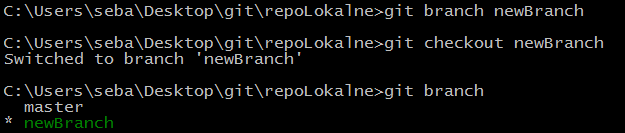 C:\Users\seba\Desktop\git\repoLokalne>git branch newBranch
C:\Users\seba\Desktop\git\repoLokalne>git checkout newBranch
Switched to branch 'newBranch'
C:\Users\seba\Desktop\git\repoLokalne>git branch
  master
* newBranch